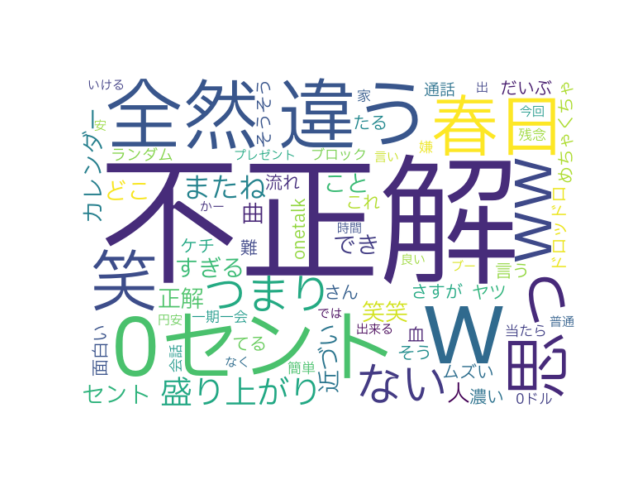 いける
全然
そうそう
違う
家
たる
通話
出
だいぶ
春日
今回
残念
めちゃくちゃ
カレンダー
安
ランダム
プレゼント
ブロック
言い
嫌
どこ
またね
流れ
こと
これ
不正解
WW
ドロッドロ
かー
曲
onetalk
時間
でき
ケチ
難
良い
ブー
言う
笑
すぎる
正解
つまり
さん
笑笑
さすが
ヤツ
思っ
円安
一期一会
では
出来る
血
W
当たら
普通
0セント
面白い
会話
てる
近づい
そう
なく
簡単
ない
ムズい
セント
盛り上がり
人
濃い
0ドル